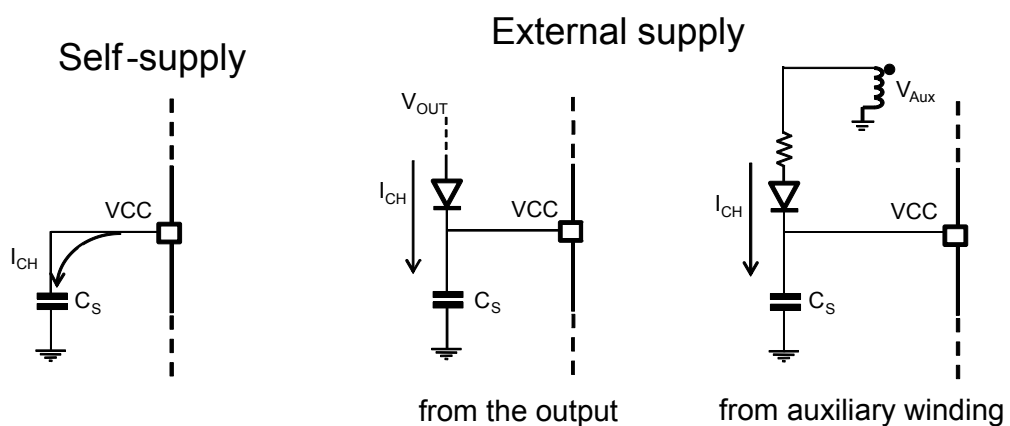 Self-supply
VCC
I_CH
C_S
External supply
V_OUT
I_CH
VCC
C_S
from the output
V_Aux
I_CH
VCC
C_S
from auxiliary winding